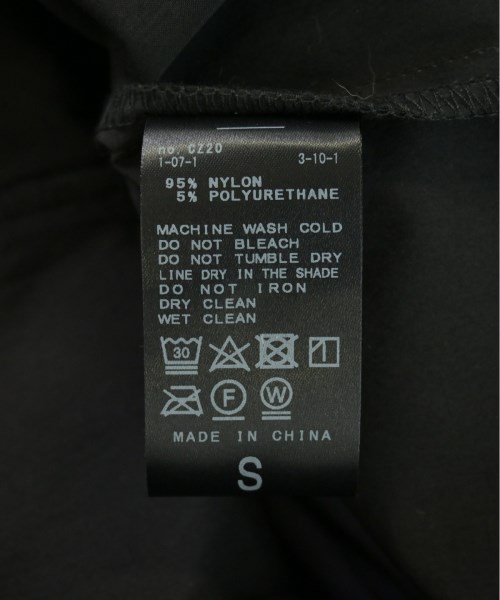 no. CZ20
1-07-1 3-10-1
95% NYLON
5% POLYURETHANE
MACHINE WASH COLD
DO NOT BLEACH
DO NOT TUMBLE DRY
LINE DRY IN THE SHADE
DO NOT IRON
DRY CLEAN
WET CLEAN
30
F W
MADE IN CHINA
S